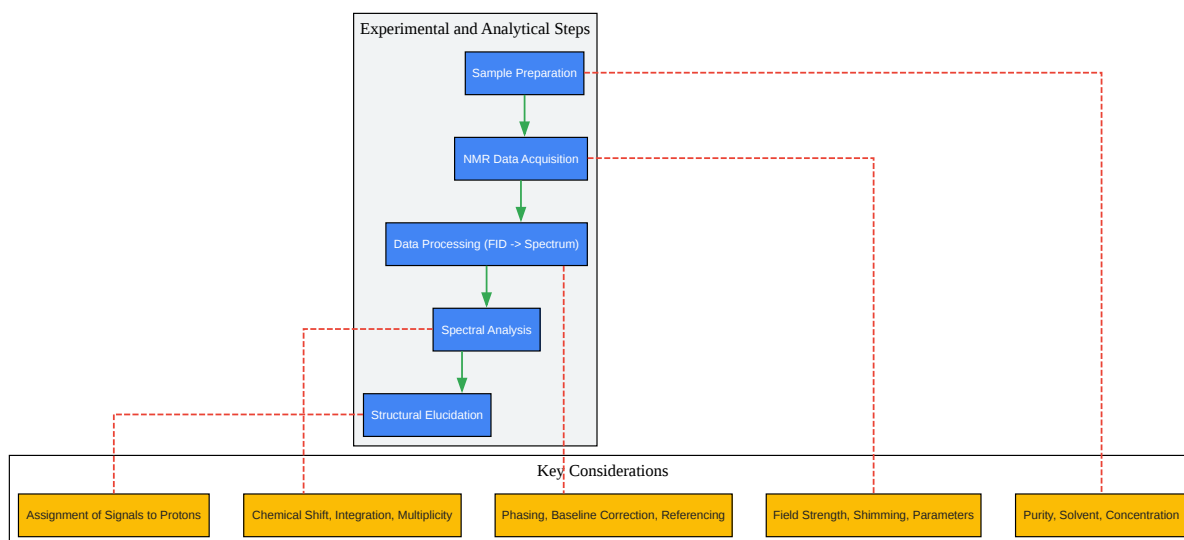 Experimental and Analytical Steps
Sample Preparation
NMR Data Acquisition
Data Processing (FID -> Spectrum)
Spectral Analysis
Structural Elucidation
Key Considerations
Assignment of Signals to Protons
Chemical Shift, Integration, Multiplicity
Phasing, Baseline Correction, Referencing
Field Strength, Shimming, Parameters
Purity, Solvent, Concentration